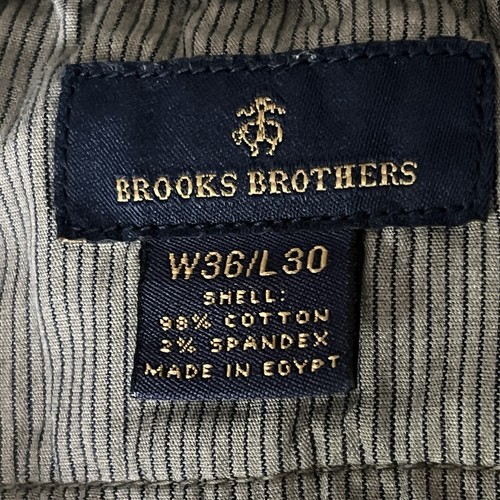 BROOKS BROTHERS
W36/L30
SHELL:
98% COTTON
2% SPANDEX
MADE IN EGYPT